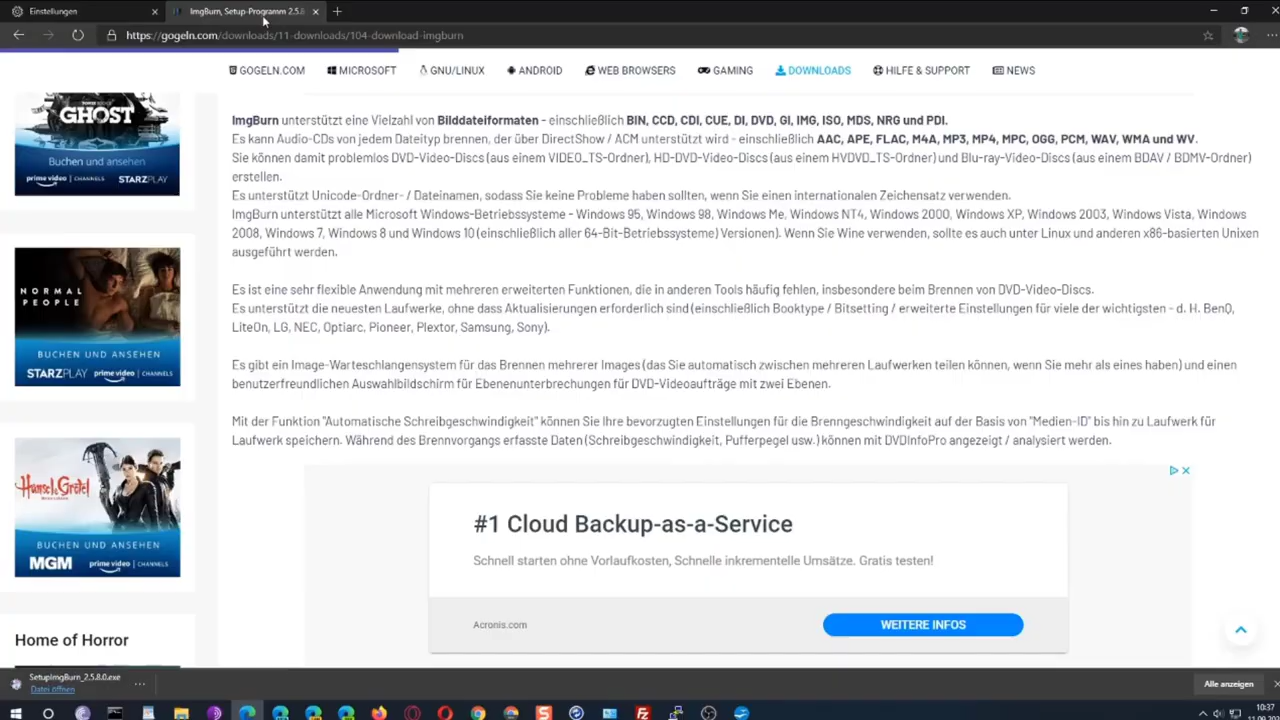 Einstellungen
ImgBurn, Setup-Programm 2.5.8
https://gogeln.com/downloads/11-downloads/104-download-imgburn
GOGELN.COM
MICROSOFT
GNU/LINUX
ANDROID
WEB BROWSERS
GAMING
DOWNLOADS
HILFE & SUPPORT
NEWS
GHOST
Buchen und ansehen
prime video | CHANNELS STARZPLAY
NORMAL
PEOPLE
BUCHEN UND ANSEHEN
STARZPLAY prime video | CHANNELS
Hänsel & Gretel
BUCHEN UND ANSEHEN
MGM prime video | CHANNELS
Home of Horror
ImgBurn unterstützt eine Vielzahl von Bilddateiformaten - einschließlich BIN, CCD, CDI, CUE, DI, DVD, GI, IMG, ISO, MDS, NRG und PDI.
Es kann Audio-CDs von jedem Dateityp brennen, der über DirectShow / ACM unterstützt wird - einschließlich AAC, APE, FLAC, M4A, MP3, MP4, MPC, OGG, PCM, WAV, WMA und WV.
Sie können damit problemlos DVD-Video-Discs (aus einem VIDEO_TS-Ordner), HD-DVD-Video-Discs (aus einem HVDVD_TS-Ordner) und Blu-ray-Video-Discs (aus einem BDAV / BDMV-Ordner)
erstellen.
Es unterstützt Unicode-Ordner- / Dateinamen, sodass Sie keine Probleme haben sollten, wenn Sie einen internationalen Zeichensatz verwenden.
ImgBurn unterstützt alle Microsoft Windows-Betriebssysteme - Windows 95, Windows 98, Windows Me, Windows NT4, Windows 2000, Windows XP, Windows 2003, Windows Vista, Windows
2008, Windows 7, Windows 8 und Windows 10 (einschließlich aller 64-Bit-Betriebssysteme) Versionen). Wenn Sie Wine verwenden, sollte es auch unter Linux und anderen x86-basierten Unixen
ausgeführt werden.
Es ist eine sehr flexible Anwendung mit mehreren erweiterten Funktionen, die in anderen Tools häufig fehlen, insbesondere beim Brennen von DVD-Video-Discs.
Es unterstützt die neuesten Laufwerke, ohne dass Aktualisierungen erforderlich sind (einschließlich Booktype / Bitsetting / erweiterte Einstellungen für viele der wichtigsten - d. H. BenQ,
LiteOn, LG, NEC, Optiarc, Pioneer, Plextor, Samsung, Sony).
Es gibt ein Image-Warteschlangensystem für das Brennen mehrerer Images (das Sie automatisch zwischen mehreren Laufwerken teilen können, wenn Sie mehr als eines haben) und einen
benutzerfreundlichen Auswahlbildschirm für Ebenenunterbrechungen für DVD-Videoaufträge mit zwei Ebenen.
Mit der Funktion "Automatische Schreibgeschwindigkeit" können Sie Ihre bevorzugten Einstellungen für die Brenngeschwindigkeit auf der Basis von "Medien-ID" bis hin zu Laufwerk für
Laufwerk speichern. Während des Brennvorgangs erfasste Daten (Schreibgeschwindigkeit, Pufferpegel usw.) können mit DVDInfoPro angezeigt / analysiert werden.
#1 Cloud Backup-as-a-Service
Schnell starten ohne Vorlaufkosten, Schnelle inkrementelle Umsätze. Gratis testen!
Acronis.com
WEITERE INFOS
SetupImgBurn_2.5.8.0.exe
Datei öffnen
Alle anzeigen
10:37